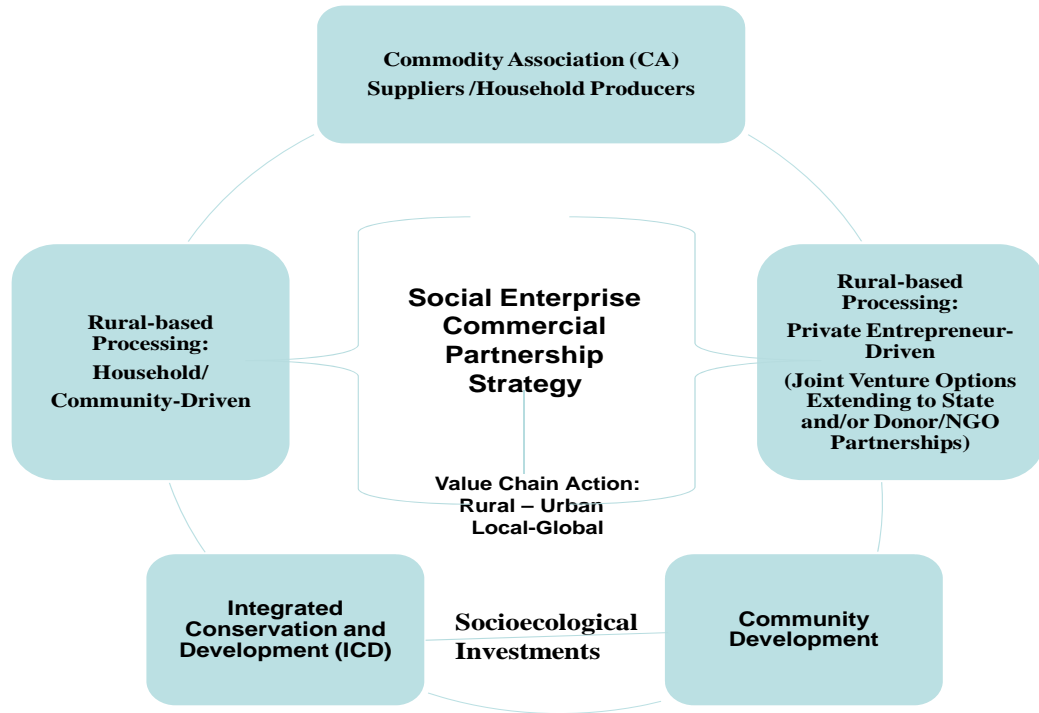 Commodity Association (CA)
Suppliers /Household Producers
Rural-based
Processing:
Household/
Community-Driven
Social Enterprise
Commercial
Partnership
Strategy
Rural-based
Processing:
Private Entrepreneur-
Driven
(Joint Venture Options
Extending to State
and/or Donor/NGO
Partnerships)
Value Chain Action:
Rural – Urban
Local-Global
Integrated
Conservation and
Development (ICD)
Socioecological
Investments
Community
Development